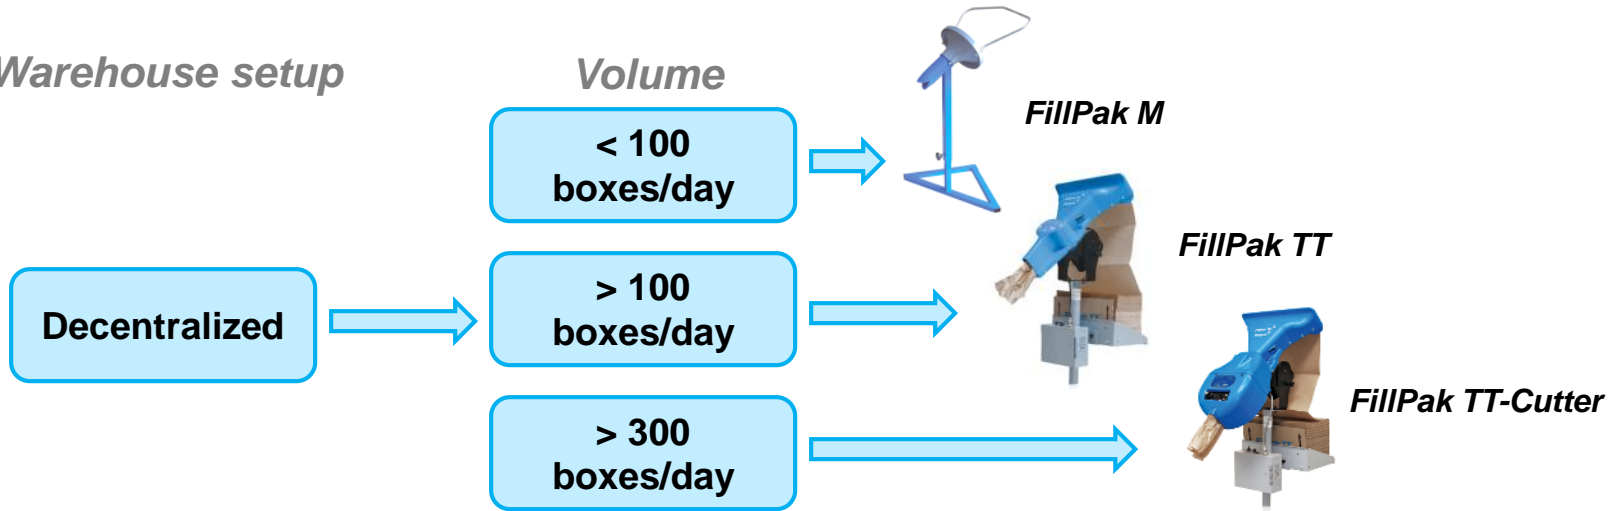 Warehouse setup
Volume
< 100
boxes/day
FillPak M
Decentralized
> 100
boxes/day
FillPak TT
> 300
boxes/day
FillPak TT-Cutter